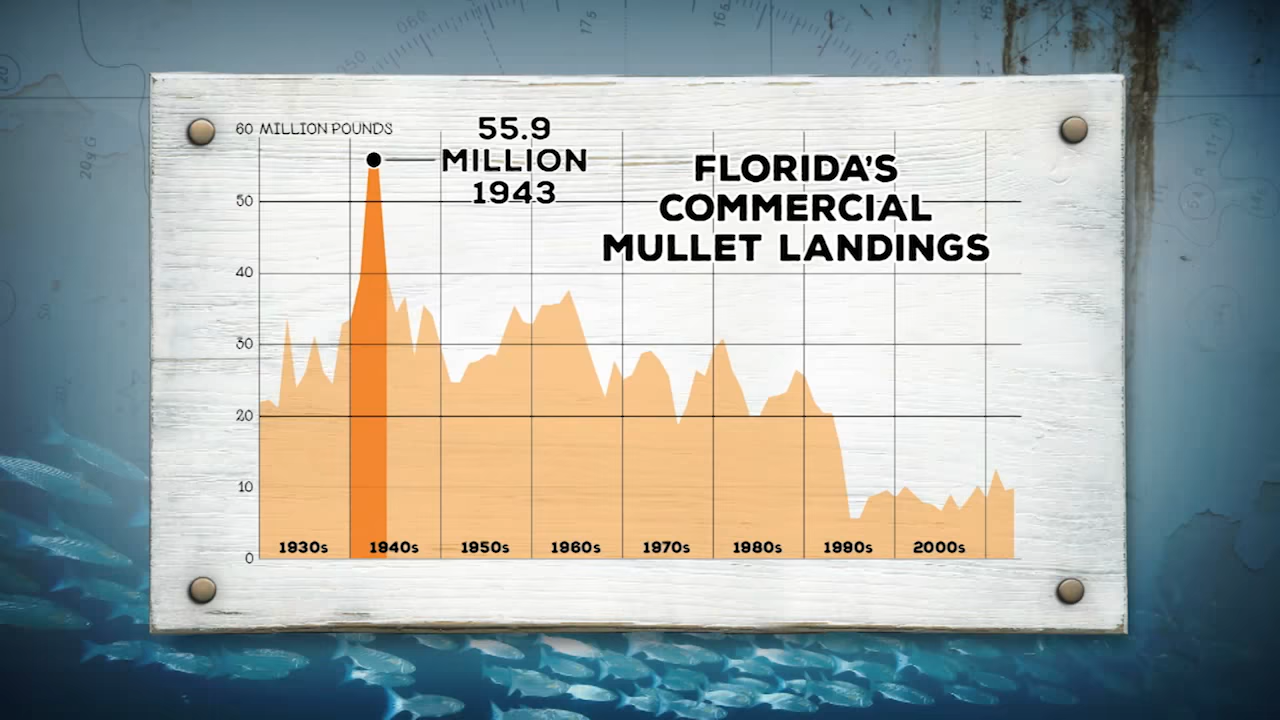 60 MILLION POUNDS
55.9
MILLION
1943
FLORIDA'S
COMMERCIAL
MULLET LANDINGS
50
40
30
20
10
0
1930s
1940s
1950s
1960s
1970s
1980s
1990s
2000s